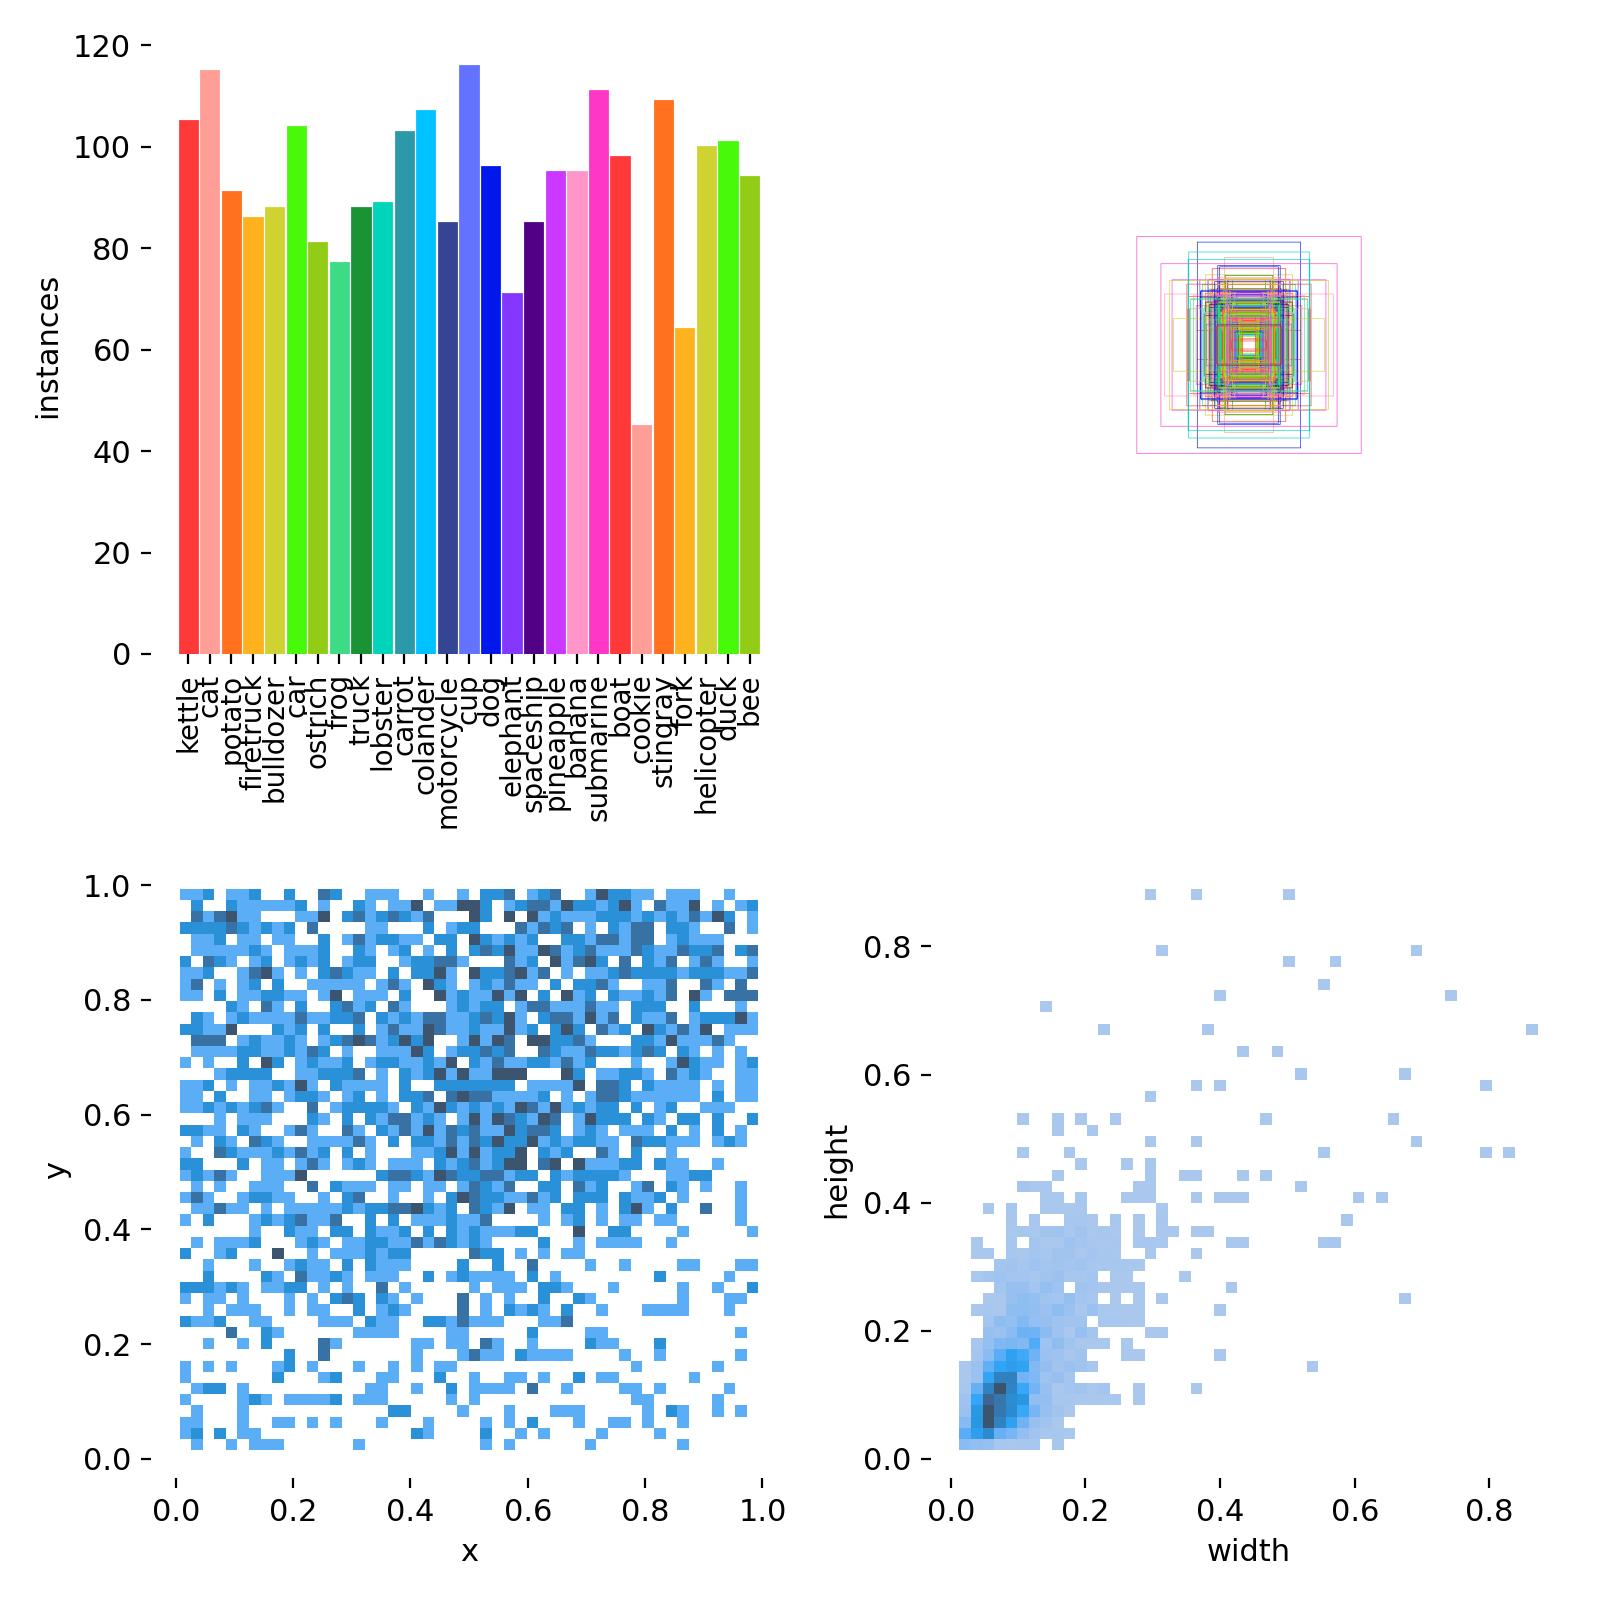 120
100
80
60
40
20
0
instances
kettle
cat
potato
firetruck
bulldozer
car
ostrich
frog
truck
lobster
carrot
colander
motorcycle
cup
dog
elephant
spaceship
pineapple
banana
submarine
boat
cookie
stingray
fork
helicopter
duck
bee
1.0
0.8
0.6
0.4
0.2
0.0
y
0.0 0.2 0.4 0.6 0.8 1.0
x
0.8
0.6
0.4
0.2
0.0
height
0.0 0.2 0.4 0.6 0.8
width